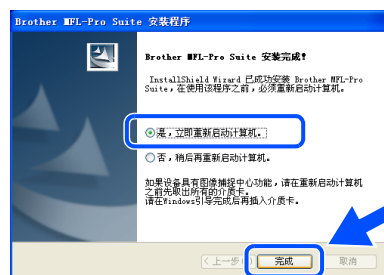 Brother MFL-Pro Suite 安装程序
Brother MFL-Pro Suite 安装完成!
InstallShield Wizard 已成功安装 Brother MFL-Pro
Suite,在使用该程序之前,必须重新启动计算机。
是,立即重新启动计算机。
否,稍后再重新启动计算机。
如果设备具有图像捕捉中心功能,请在重新启动计算机
之前先取出所有的介质卡。
请在Windows引导完成后再插入介质卡。
< 上一步
完成
取消